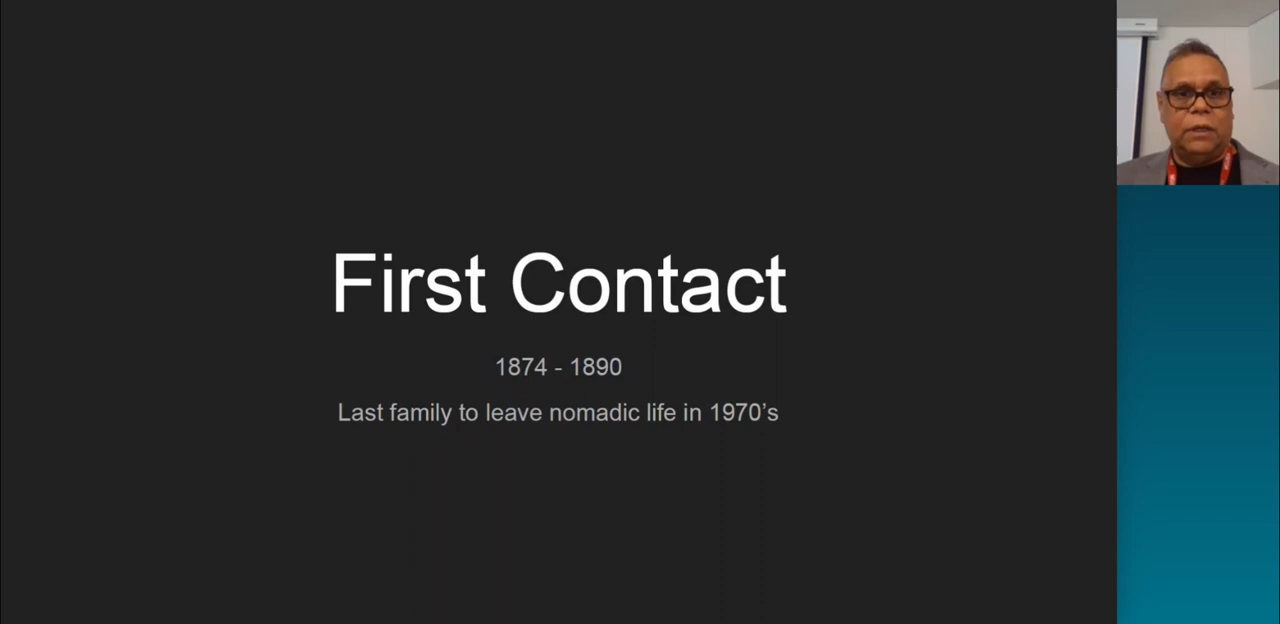 First Contact
1874 - 1890
Last family to leave nomadic life in 1970’s